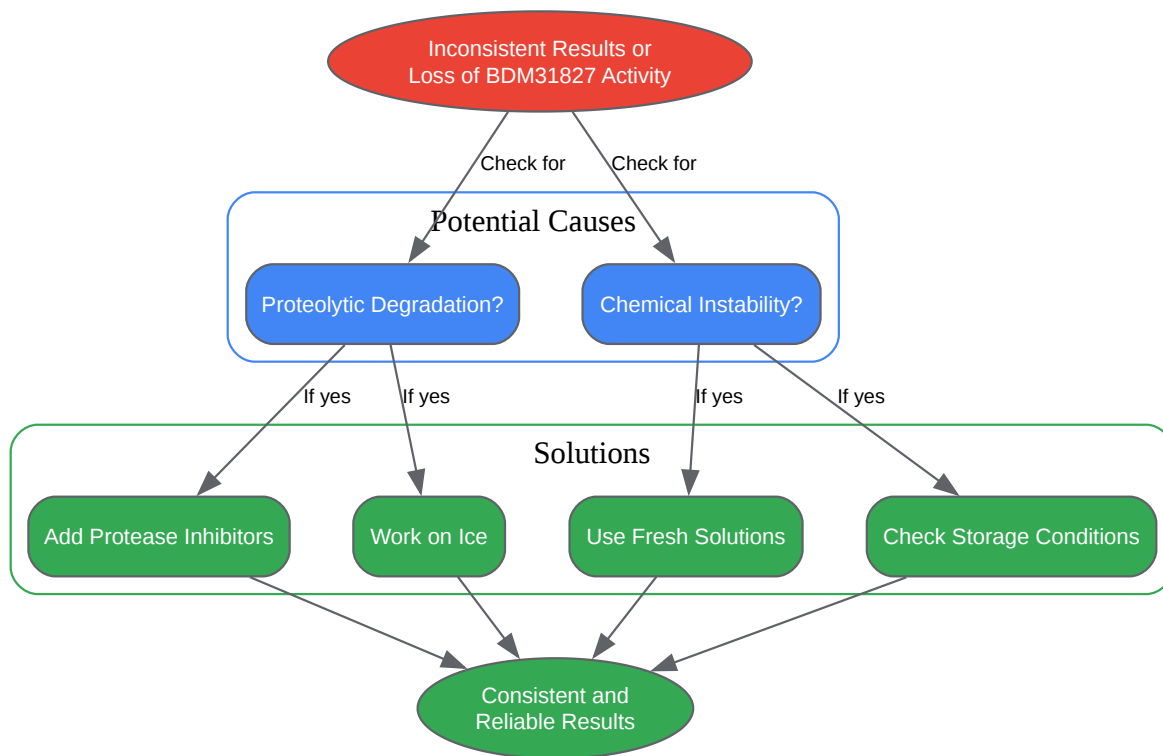 Inconsistent Results or
Loss of BDM31827 Activity
Check for
Check for
Potential Causes
Proteolytic Degradation?
Chemical Instability?
If yes
If yes
If yes
If yes
Solutions
Add Protease Inhibitors
Work on Ice
Use Fresh Solutions
Check Storage Conditions
Consistent and
Reliable Results